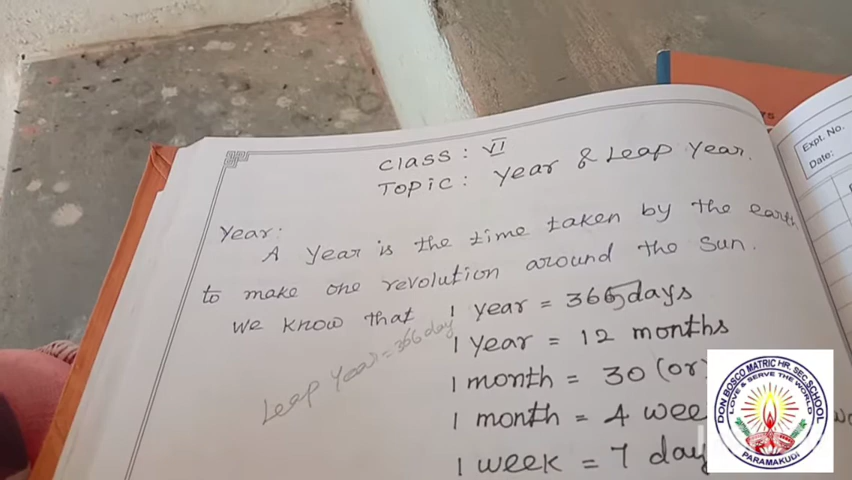 Class: VI
Topic: Year & Leap Year.
Year:
A Year is the time taken by the earth
to make one revolution around the Sun.
We know that 1 year = 365 days
1 year = 12 months
Leap Year = 366 day
1 month = 30 (or)
1 month = 4 wee
1 week = 7 day
Expt. No.
Date:
DON BOSCO MATRIC HR. SEC SCHOOL
LOVE & SERVE THE WORLD
PARAMAKUDI